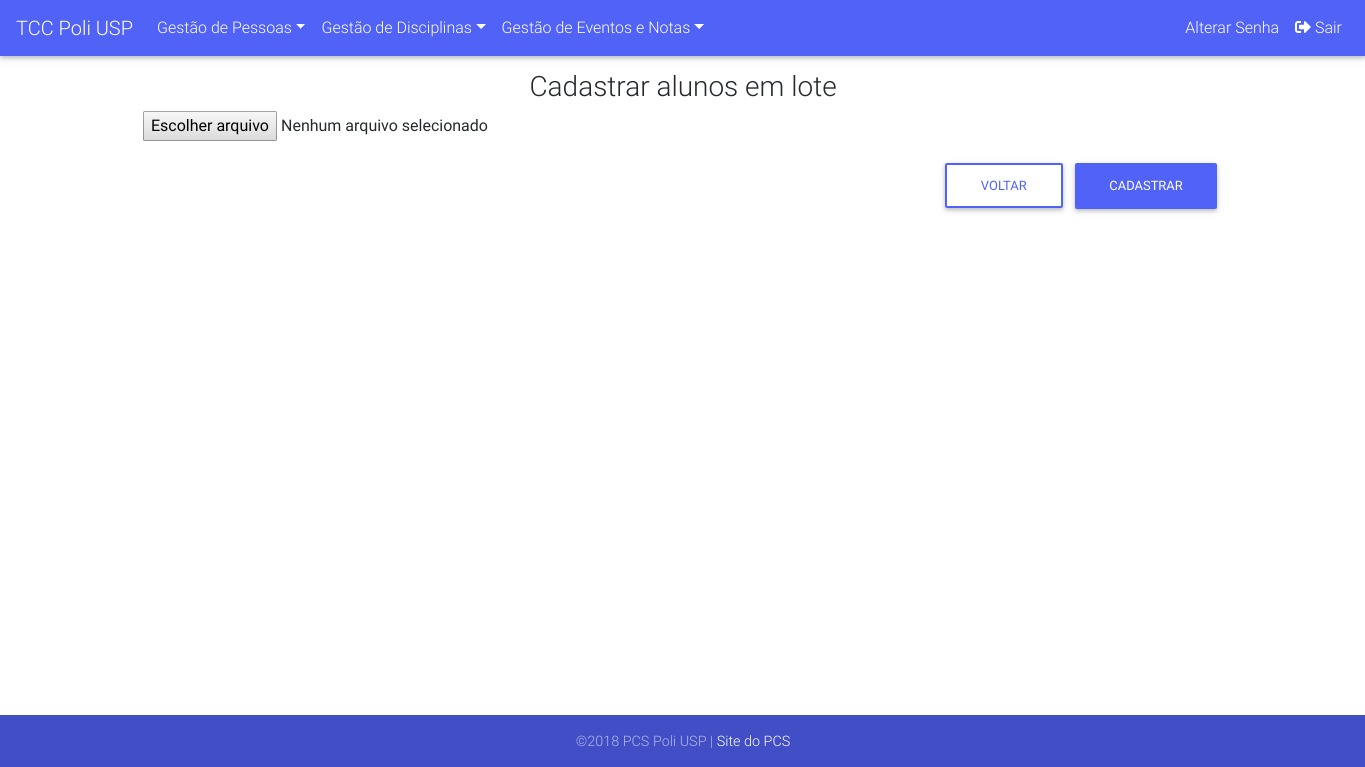 TCC Poli USP Gestão de Pessoas Gestão de Disciplinas Gestão de Eventos e Notas Alterar Senha Sair
Cadastrar alunos em lote
Escolher arquivo Nenhum arquivo selecionado
VOLTAR CADASTRAR
©2018 PCS Poli USP | Site do PCS